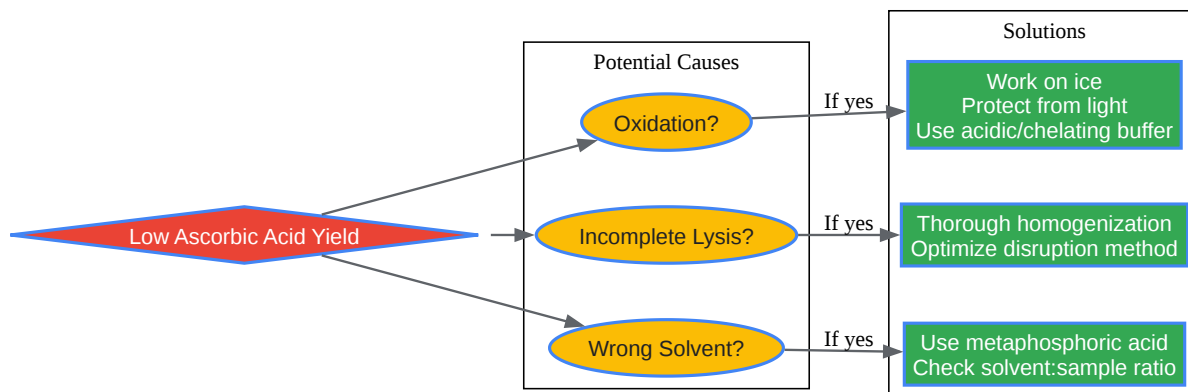 Low Ascorbic Acid Yield
Potential Causes
Oxidation?
Incomplete Lysis?
Wrong Solvent?
If yes
If yes
If yes
Solutions
Work on ice
Protect from light
Use acidic/chelating buffer
Thorough homogenization
Optimize disruption method
Use metaphosphoric acid
Check solvent:sample ratio